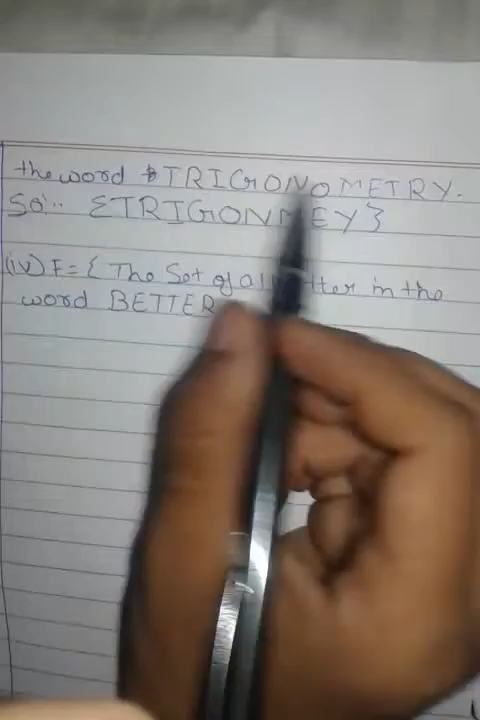 the word TRIGONOMETRY.
So'.. {TRIGONMEY}
(iv) F = { The Set of all letter in the
word BETTER